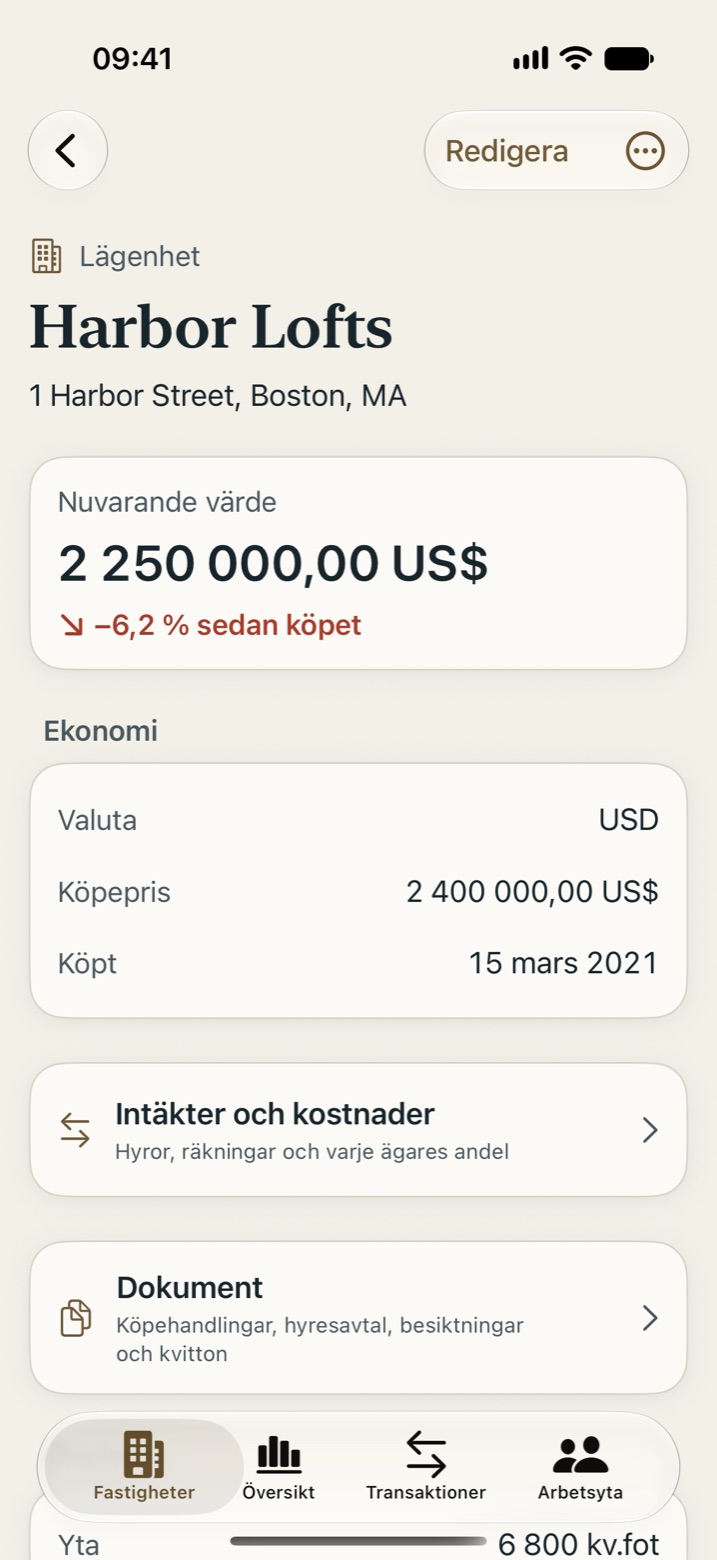 09:41
Redigera
Lägenhet
Harbor Lofts
1 Harbor Street, Boston, MA
Nuvarande värde
2 250 000,00 US$
−6,2 % sedan köpet
Ekonomi
Valuta USD
Köpepris 2 400 000,00 US$
Köpt 15 mars 2021
Intäkter och kostnader
Hyror, räkningar och varje ägares andel
Dokument
Köpehandlingar, hyresavtal, besiktningar
och kvitton
Fastigheter Översikt Transaktioner Arbetsyta
Yta 6 800 kv.fot